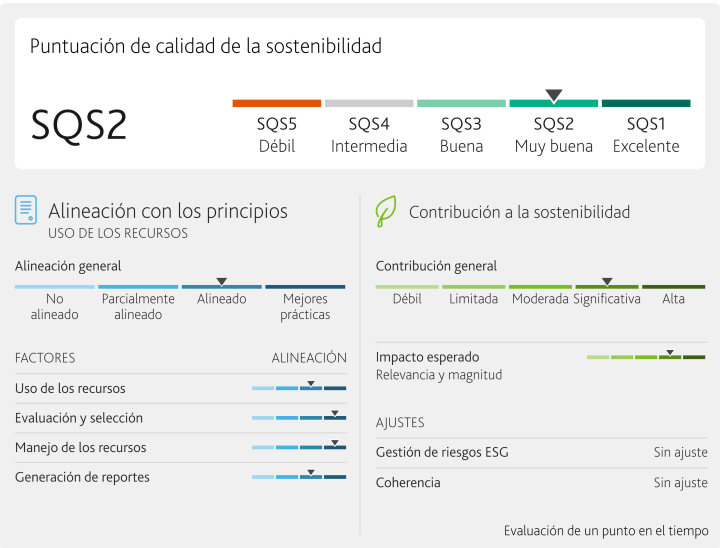 Puntuación de calidad de la sostenibilidad
SQS2
SQS5 SQS4 SQS3 SQS2 SQS1
Débil Intermedia Buena Muy buena Excelente
Alineación con los principios
USO DE LOS RECURSOS
Alineación general
No alineado
Parcialmente alineado
Alineado
Mejores prácticas
FACTORES ALINEACIÓN
Uso de los recursos
Evaluación y selección
Manejo de los recursos
Generación de reportes
Contribución a la sostenibilidad
Contribución general
Débil Limitada Moderada Significativa Alta
Impacto esperado
Relevancia y magnitud
AJUSTES
Gestión de riesgos ESG Sin ajuste
Coherencia Sin ajuste
Evaluación de un punto en el tiempo